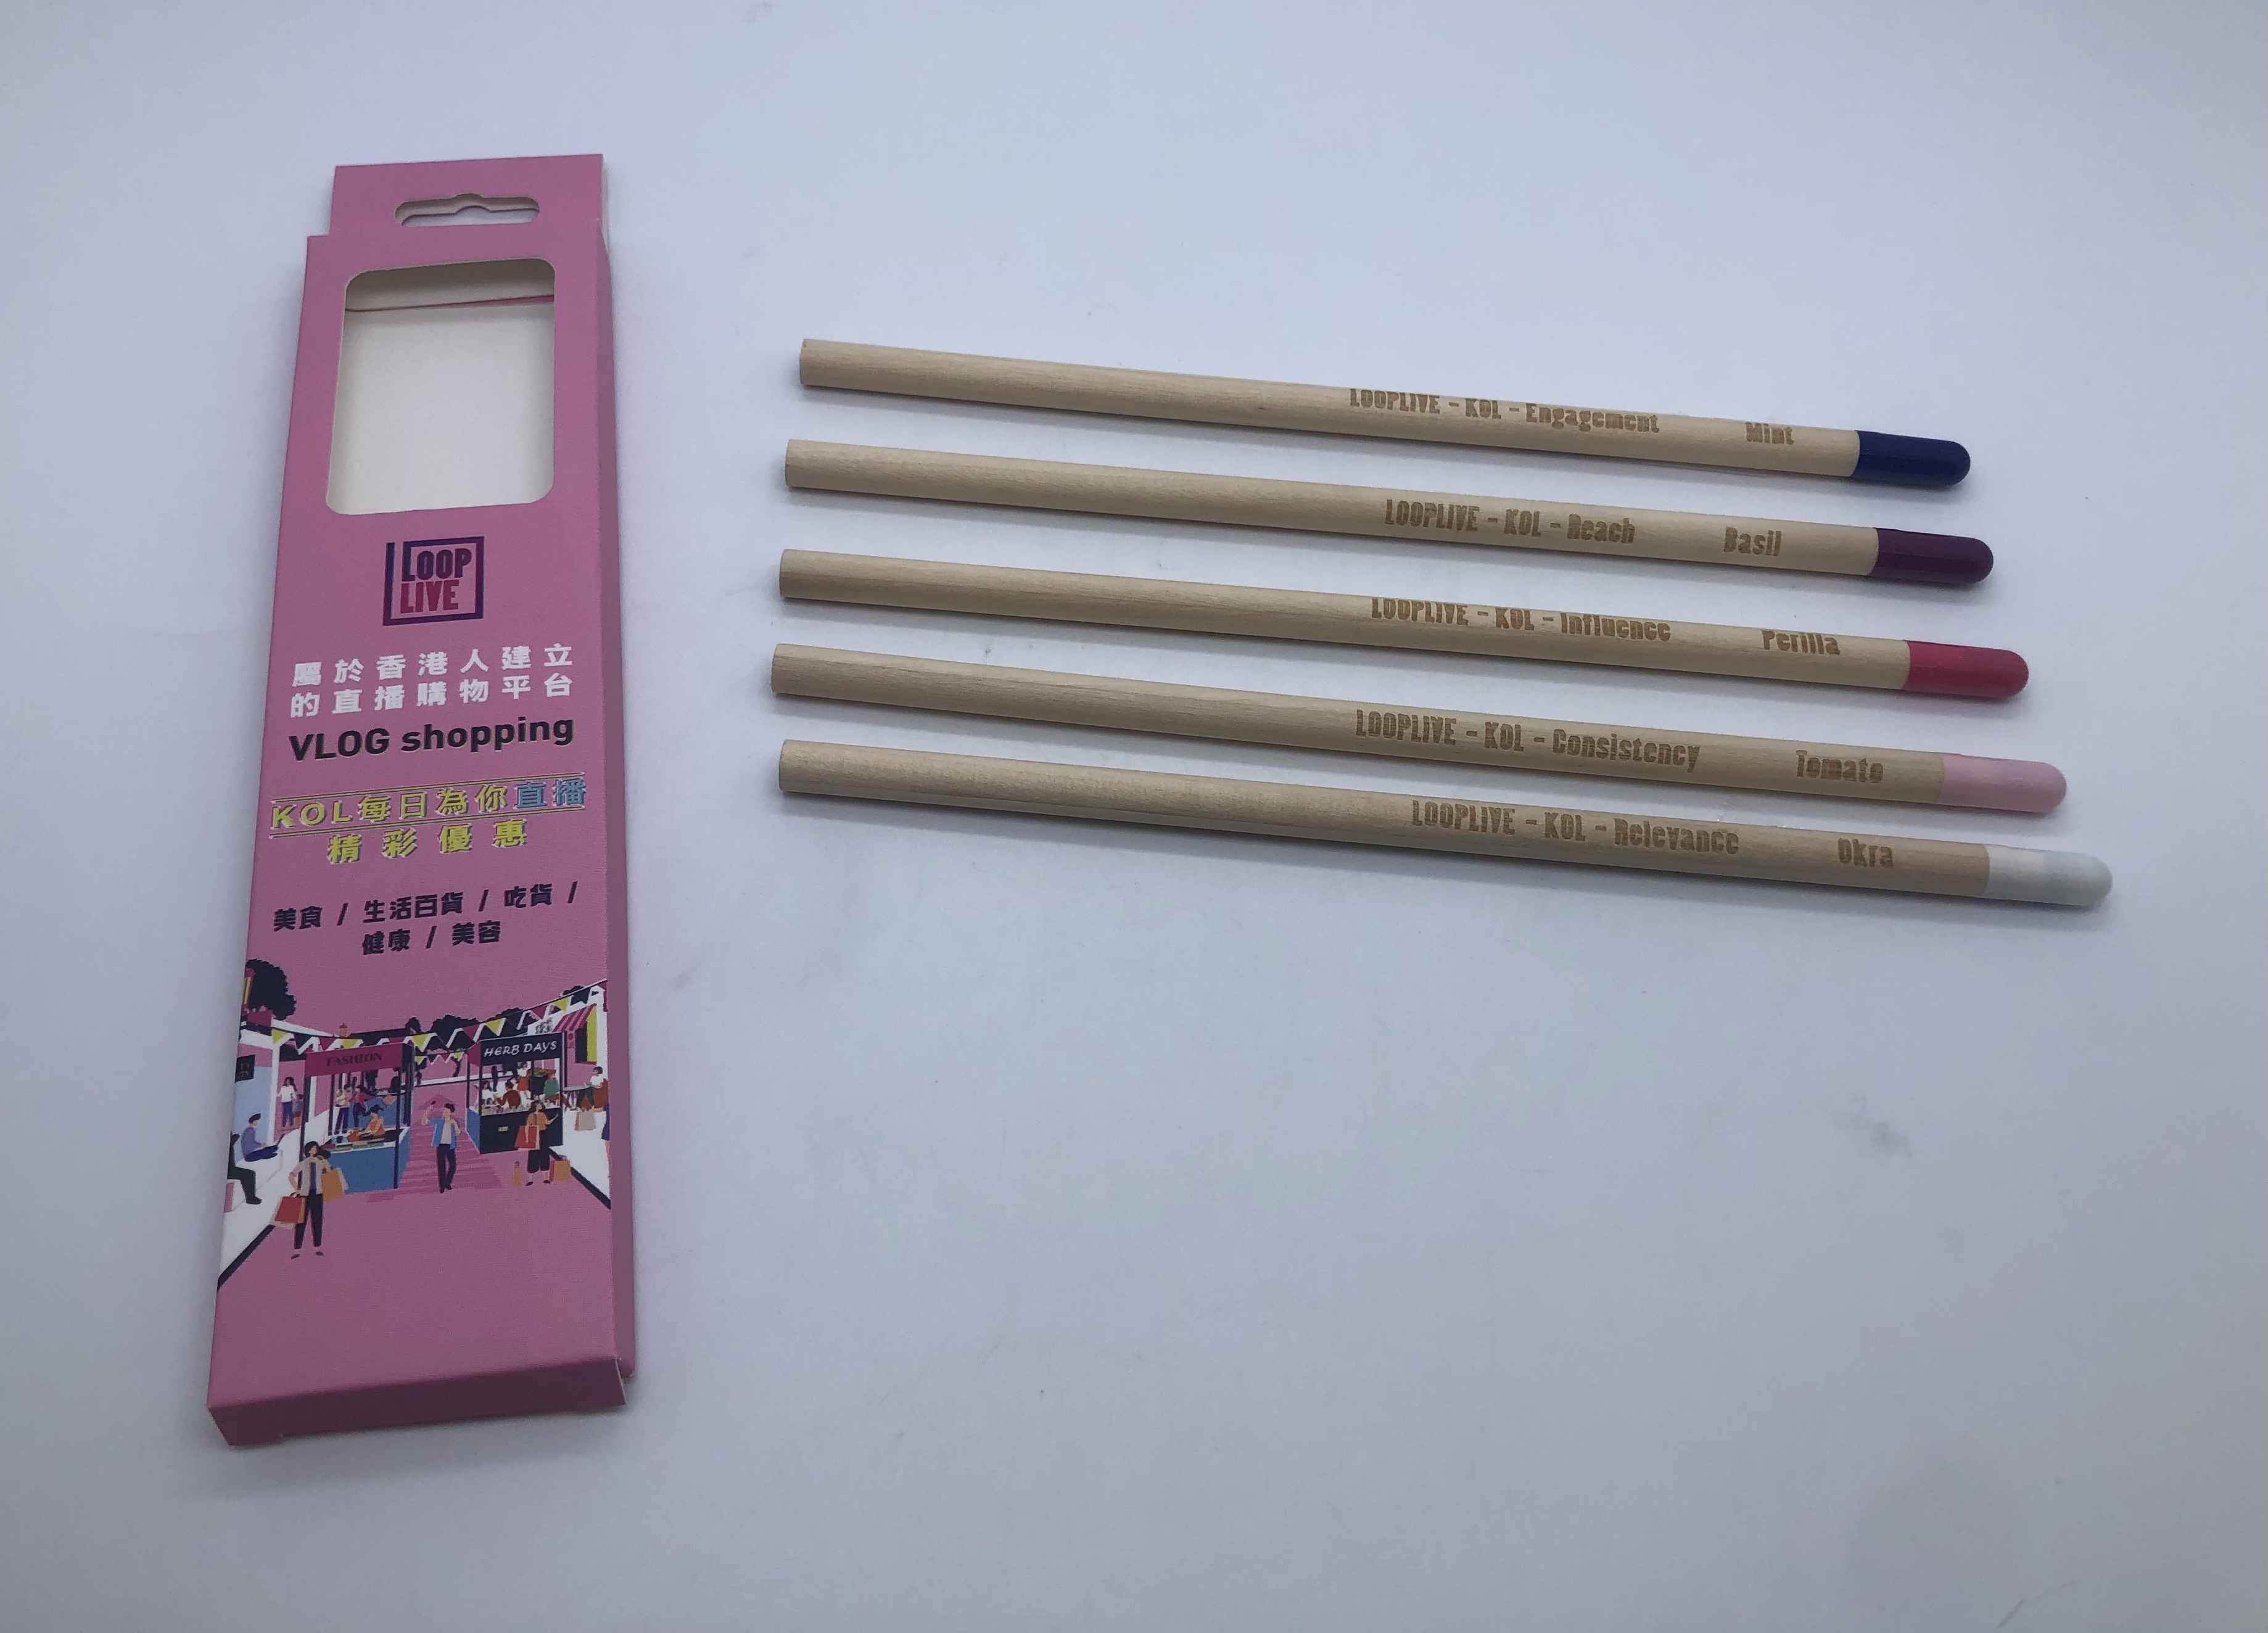 LOOP
LIVE
屬於香港人建立
的直播購物平台
VLOG shopping
KOL每日為你直播
精彩優惠
美食 / 生活百貨 / 吃貨 /
健康 / 美容
FASHION
HERB DAYS
LOOPLIVE - KOL - Engagement Mint
LOOPLIVE - KOL - Reach Basil
LOOPLIVE - KOL - Influence Perilla
LOOPLIVE - KOL - Consistency Tomato
LOOPLIVE - KOL - Relevance Okra